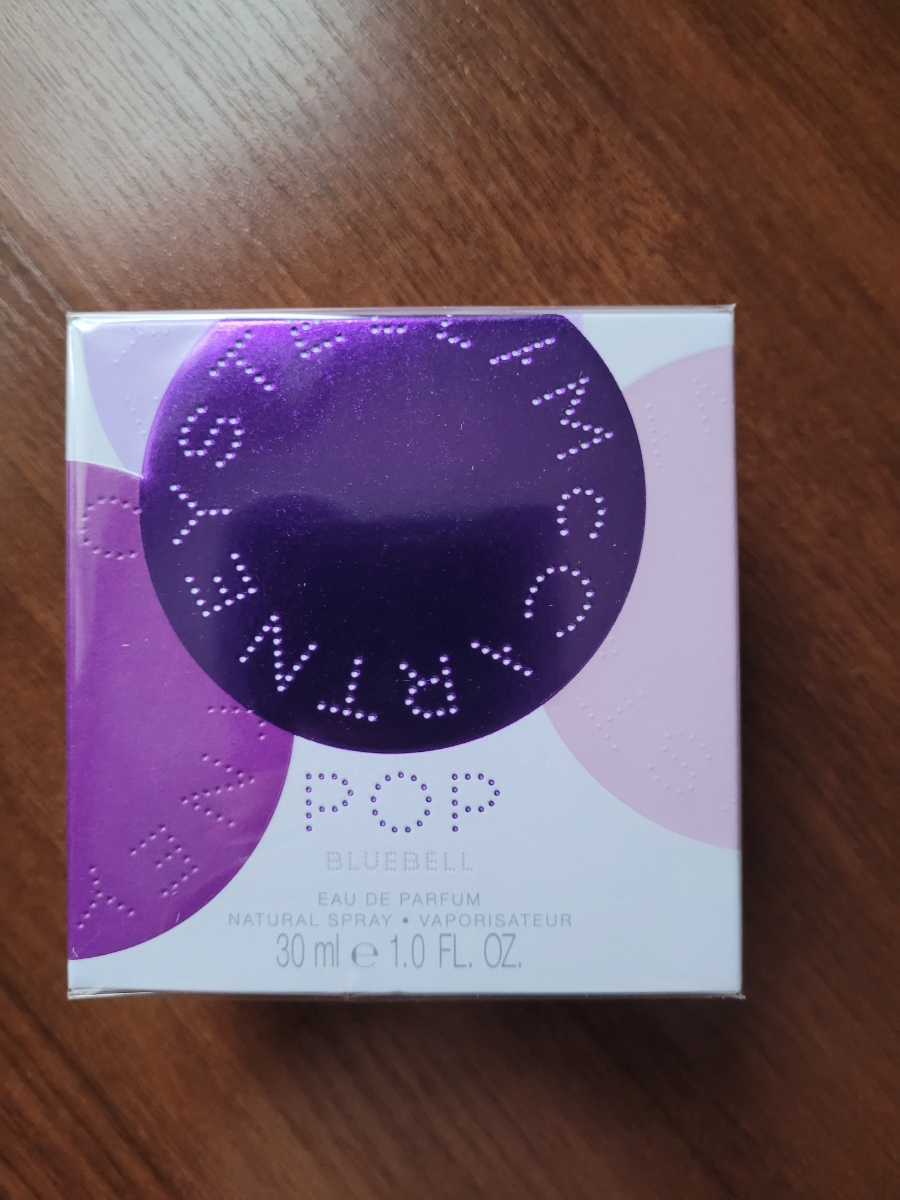 STELLA McCARTNEY
POP
BLUEBELL
EAU DE PARFUM
NATURAL SPRAY • VAPORISATEUR
30 ml ℮ 1.0 FL. OZ.